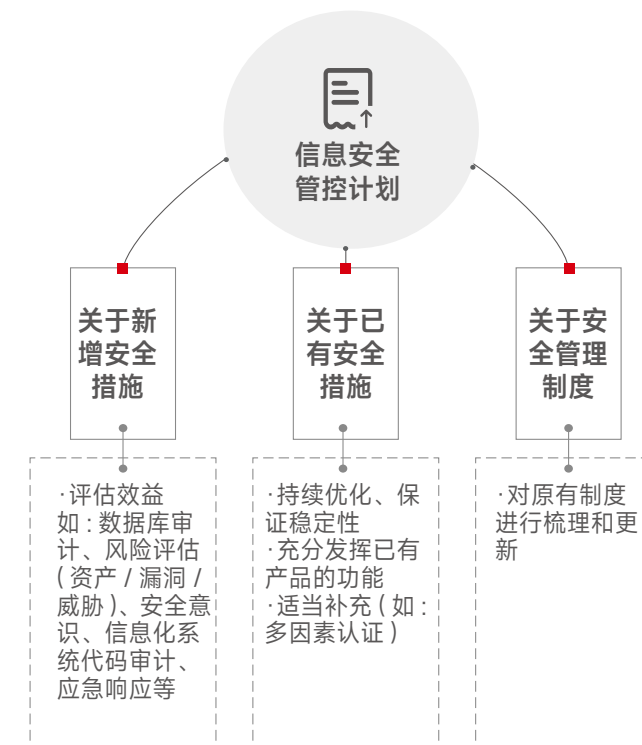 信息安全
管控计划
关于新
增安全
措施
·评估效益
如：数据库审
计、风险评估
（资产 / 漏洞 /
威胁）、安全意
识、信息化系
统代码审计、
应急响应等
关于已
有安全
措施
·持续优化、保
证稳定性
·充分发挥已有
产品的功能
·适当补充（如：
多因素认证）
关于安
全管理
制度
·对原有制度
进行梳理和更
新